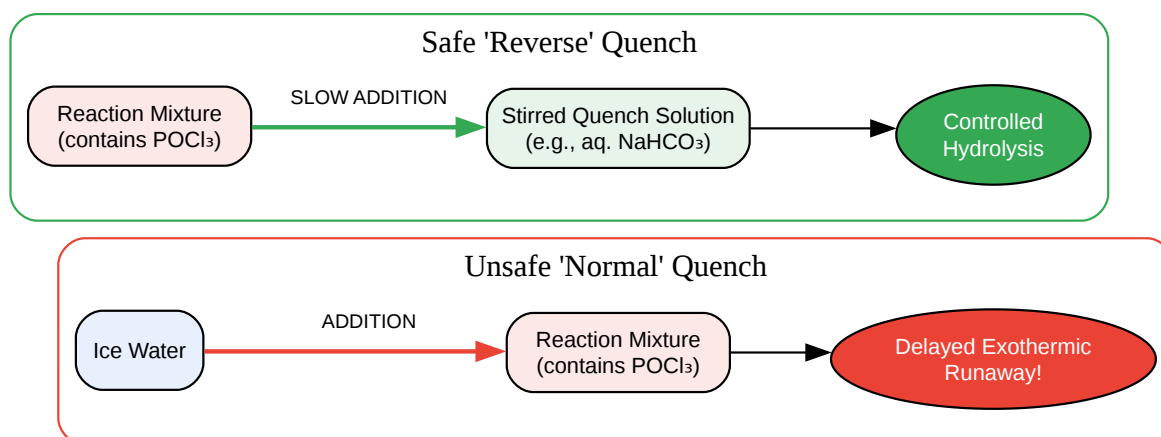 Safe 'Reverse' Quench
Reaction Mixture
(contains POCl₃)
SLOW ADDITION
Stirred Quench Solution
(e.g., aq. NaHCO₃)
Controlled
Hydrolysis
Unsafe 'Normal' Quench
Ice Water
ADDITION
Reaction Mixture
(contains POCl₃)
Delayed Exothermic
Runaway!